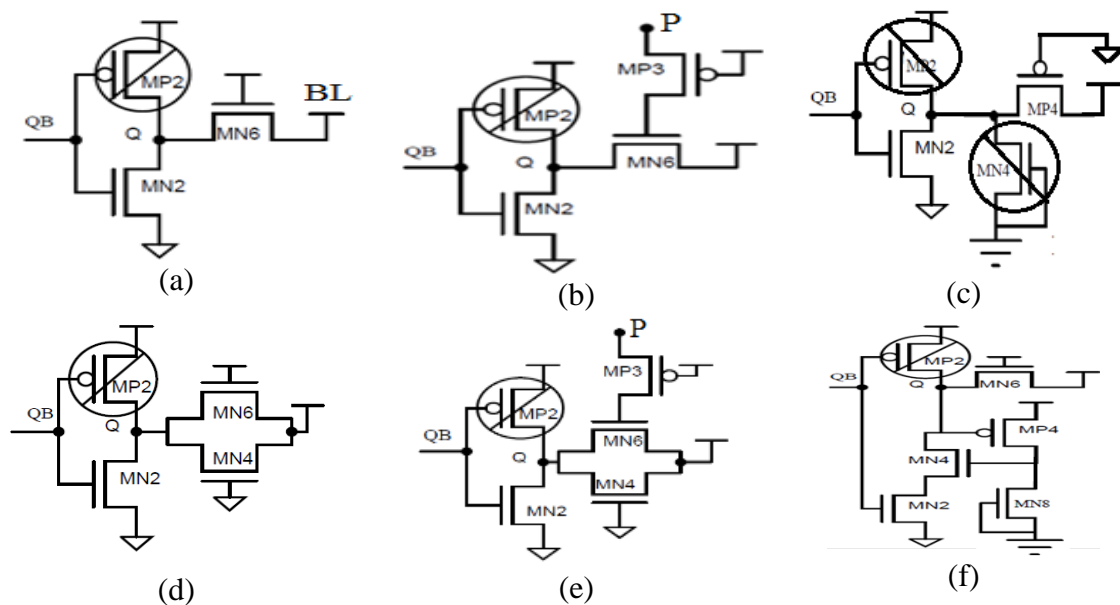 MP2
BL
QB
Q
MN6
MN2
(a)
P
MP3
MP2
QB
Q
MN6
MN2
(b)
MP2
QB
Q
MP4
MN2
MN4
(c)
MP2
MN6
QB
Q
MN4
MN2
(d)
P
MP3
MP2
MN6
QB
Q
MN4
MN2
(e)
MP2
QB
Q
MN6
MP4
MN4
MN2
MN8
(f)